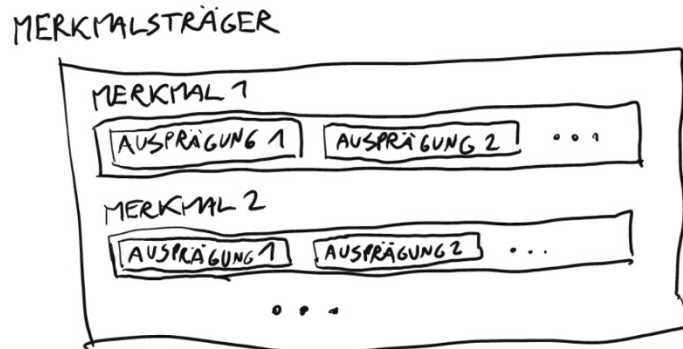 MERKMALSTRÄGER
MERKMAL 1
AUSPRÄGUNG 1 AUSPRÄGUNG 2 ...
MERKMAL 2
AUSPRÄGUNG 1 AUSPRÄGUNG 2 ...
...